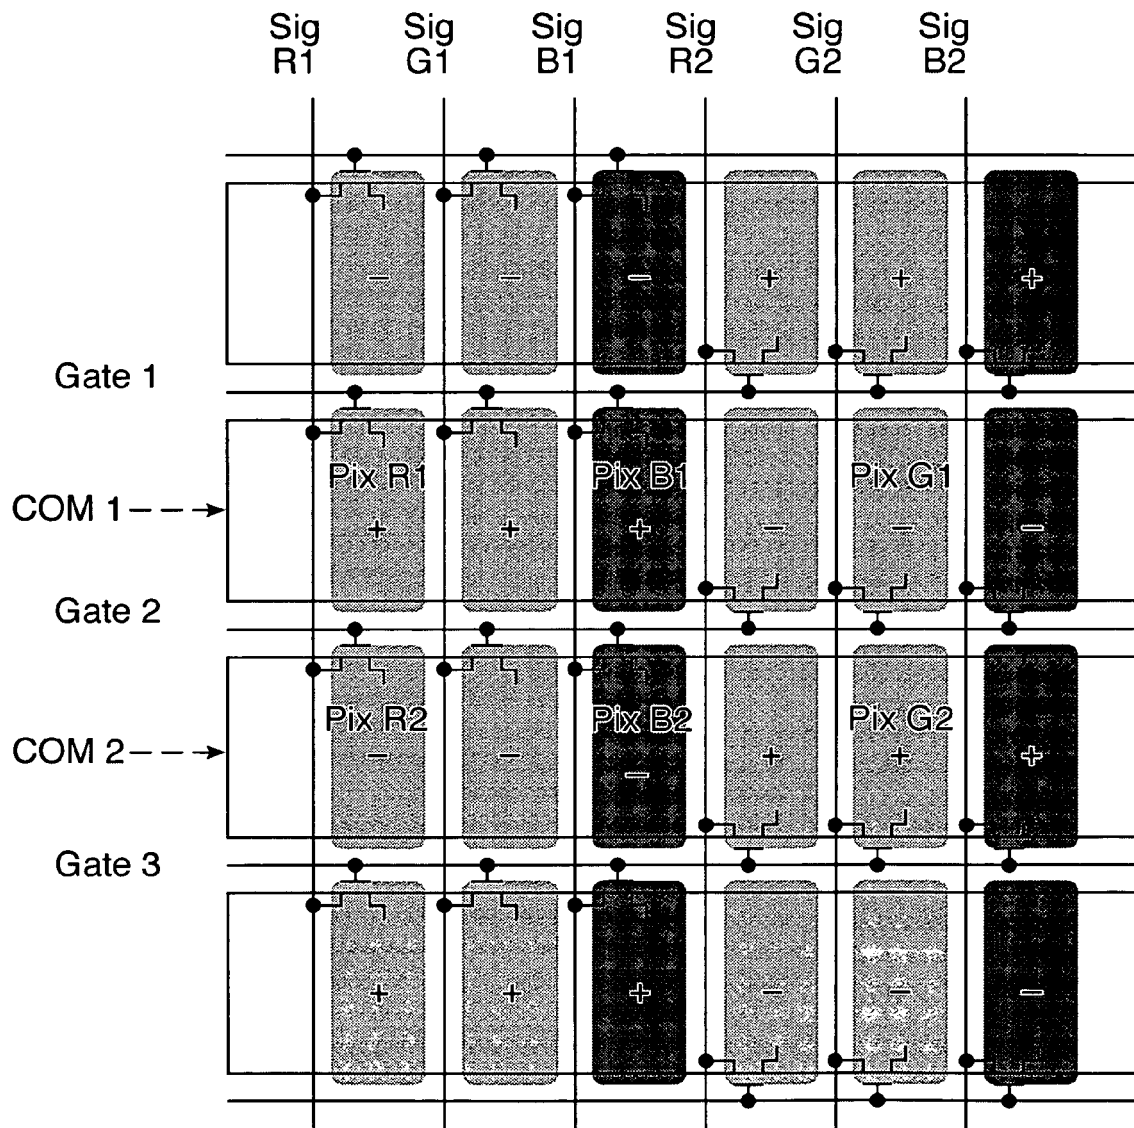 Sig Sig Sig Sig Sig Sig
R1 G1 B1 R2 G2 B2
− − − + + +
Gate 1
Pix R1 Pix B1 Pix G1
COM 1
+ + + − − −
Gate 2
Pix R2 Pix B2 Pix G2
COM 2
− − − + + +
Gate 3
+ + + − − −